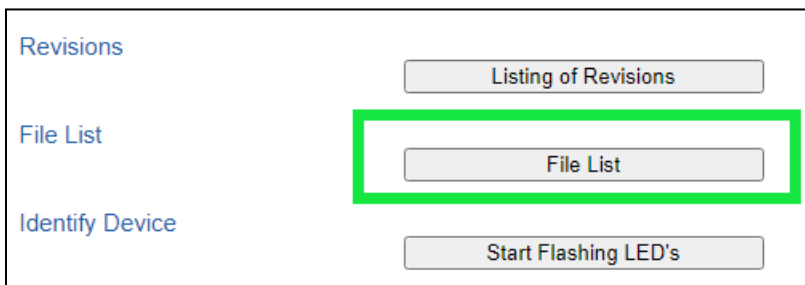 Revisions
Listing of Revisions
File List
File List
Identify Device
Start Flashing LED's